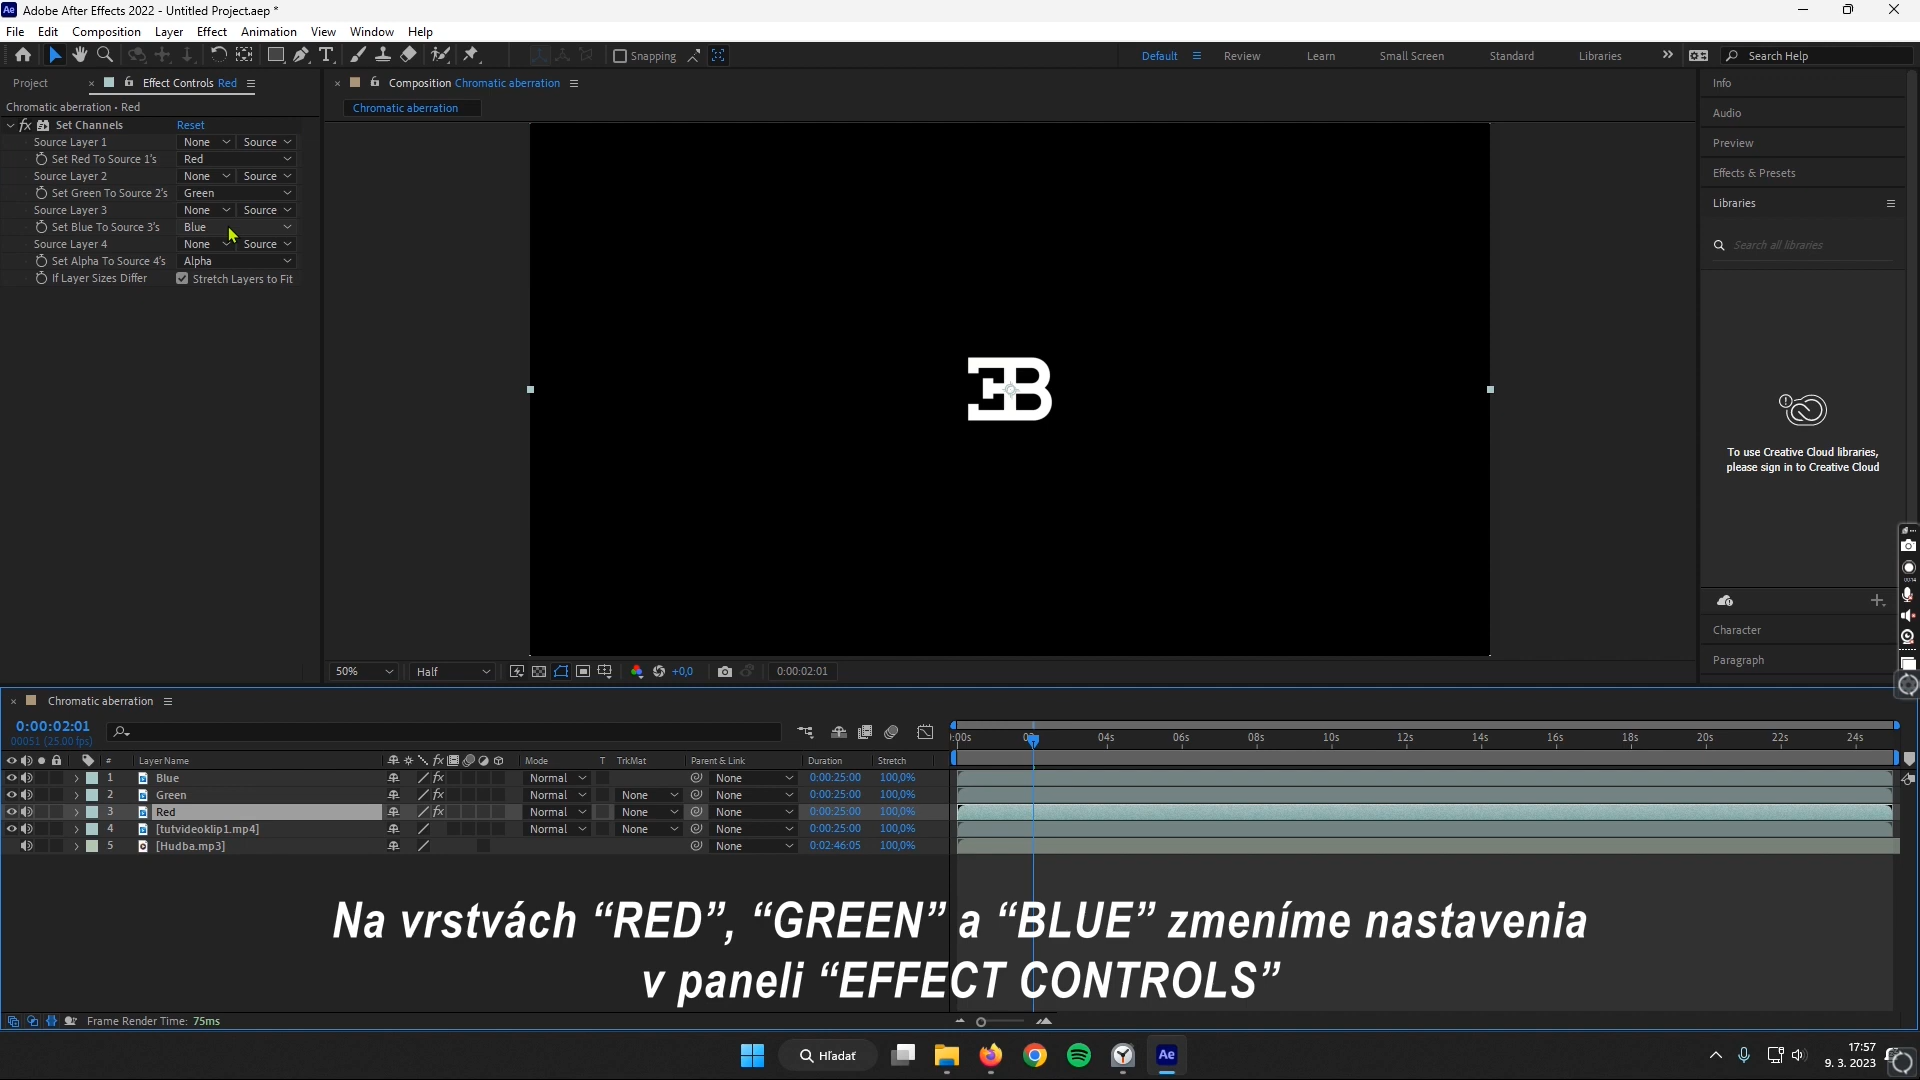 Ae Adobe After Effects 2022 - Untitled Project.aep *
File Edit Composition Layer Effect Animation View Window Help
Snapping
Default Review Learn Small Screen Standard Libraries Search Help
Project Effect Controls Red
Chromatic aberration • Red
fx Set Channels Reset
Source Layer 1 None Source
Set Red To Source 1's Red
Source Layer 2 None Source
Set Green To Source 2's Green
Source Layer 3 None Source
Set Blue To Source 3's Blue
Source Layer 4 None Source
Set Alpha To Source 4's Alpha
If Layer Sizes Differ Stretch Layers to Fit
Composition Chromatic aberration
Chromatic aberration
EB
50% Half +0,0 0:00:02:01
Info
Audio
Preview
Effects & Presets
Libraries
Search all libraries
To use Creative Cloud libraries,
please sign in to Creative Cloud
Character
Paragraph
Chromatic aberration
0:00:02:01
00051 (25.00 fps)
:00s 04s 06s 08s 10s 12s 14s 16s 18s 20s 22s 24s
# Layer Name fx Mode T TrkMat Parent & Link Duration Stretch
1 Blue fx Normal None 0:00:25:00 100,0%
2 Green fx Normal None None 0:00:25:00 100,0%
3 Red fx Normal None None 0:00:25:00 100,0%
4 [tutvideoklip1.mp4] Normal None None 0:00:25:00 100,0%
5 [Hudba.mp3] None 0:02:46:05 100,0%
Na vrstvách “RED”, “GREEN” a “BLUE” zmeníme nastavenia
v paneli “EFFECT CONTROLS”
Frame Render Time: 75ms
Hľadať Ae
17:57
9. 3. 2023